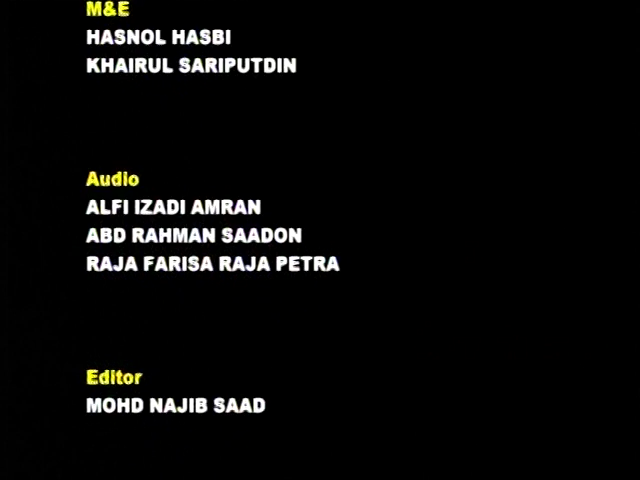 M&E
HASNOL HASBI
KHAIRUL SARIPUTDIN
Audio
ALFI IZADI AMRAN
ABD RAHMAN SAADON
RAJA FARISA RAJA PETRA
Editor
MOHD NAJIB SAAD